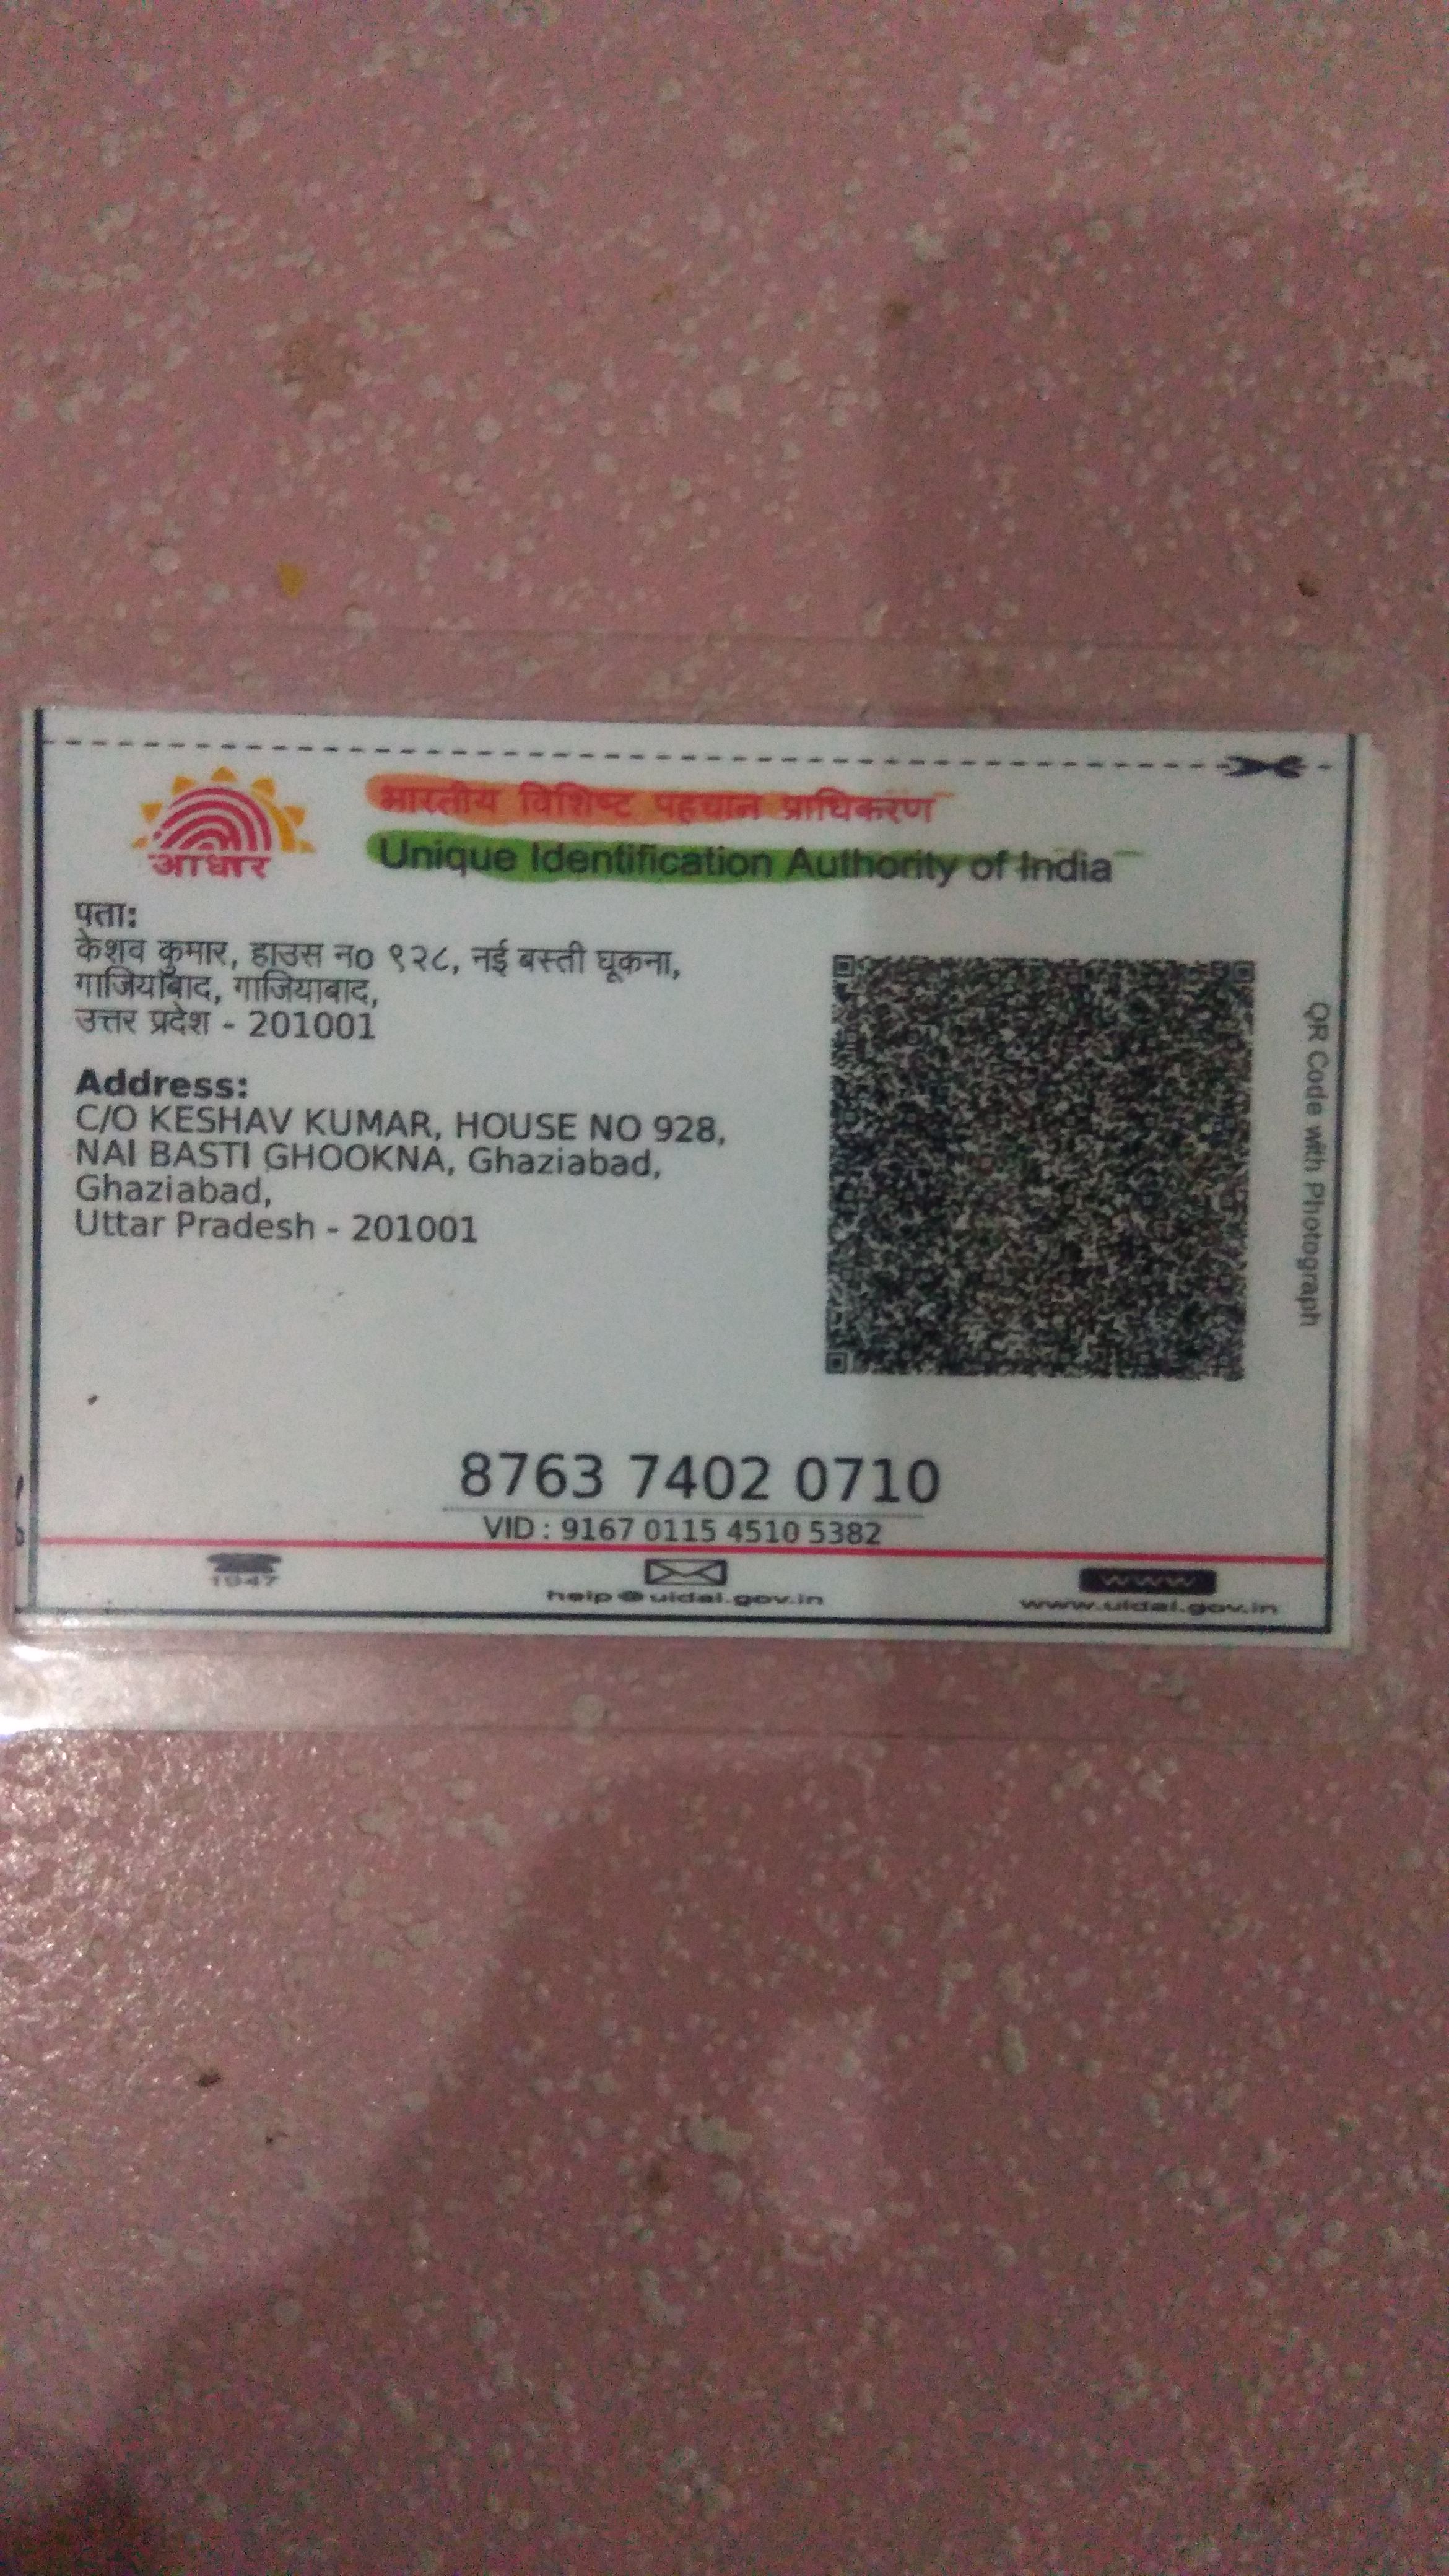 आधार
भारतीय विशिष्ट पहचान प्राधिकरण
Unique Identification Authority of India
पता:
केशव कुमार, हाउस न० ९२८, नई बस्ती घूकना,
गाजियाबाद, गाजियाबाद,
उत्तर प्रदेश - 201001
Address:
C/O KESHAV KUMAR, HOUSE NO 928,
NAI BASTI GHOOKNA, Ghaziabad,
Ghaziabad,
Uttar Pradesh - 201001
QR Code with Photograph
8763 7402 0710
VID : 9167 0115 4510 5382
1947
help@uidai.gov.in
www
www.uidai.gov.in